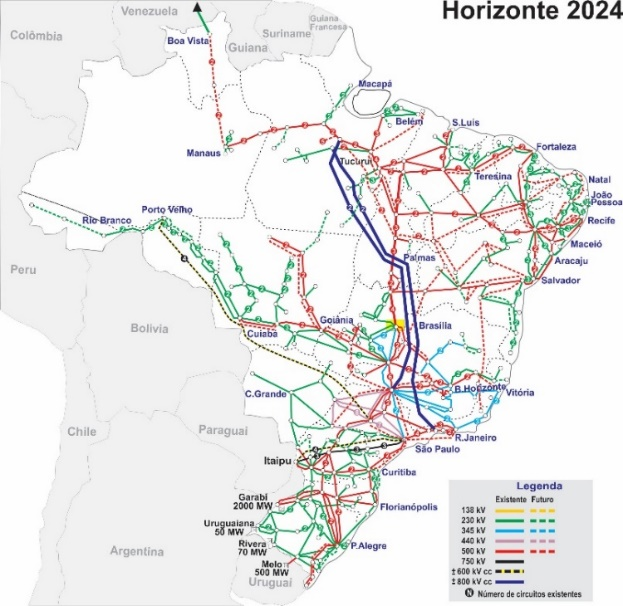 Horizonte 2024
Venezuela
Guiana
Francesa
Colômbia
Suriname
Boa Vista
Guiana
Macapá
Belém
S.Luis
Fortaleza
Manaus
Tucuruí
Teresina
Natal
João
Pessoa
Recife
Porto Velho
Rio Branco
Maceió
Palmas
Aracaju
Peru
Salvador
Goiânia
Brasília
Bolivia
Cuiabá
B.Horizonte
Vitória
C.Grande
Chile
Paraguai
R.Janeiro
São Paulo
Itaipu
Curitiba
Garabi
2000 MW
Florianópolis
Uruguaiana
50 MW
Rivera
70 MW
P.Alegre
Argentina
Melo
500 MW
Uruguai
Legenda
Existente Futuro
138 kV
230 kV
345 kV
440 kV
500 kV
750 kV
±600 kV cc
±800 kV cc
N Número de circuitos existentes